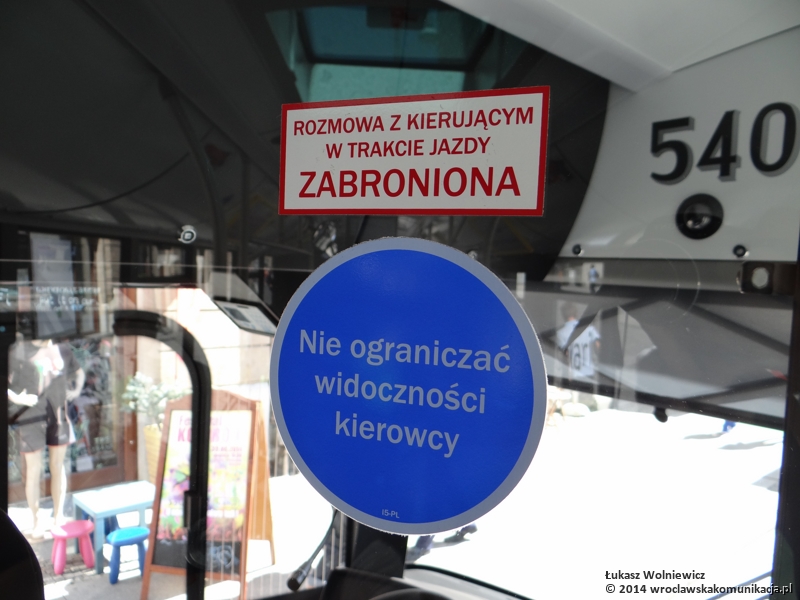 ROZMOWA Z KIERUJĄCYM
W TRAKCIE JAZDY
ZABRONIONA
540
Nie ograniczać
widoczności
kierowcy
IS-PL
Łukasz Wolniewicz
© 2014 wroclawskakomunikacja.pl